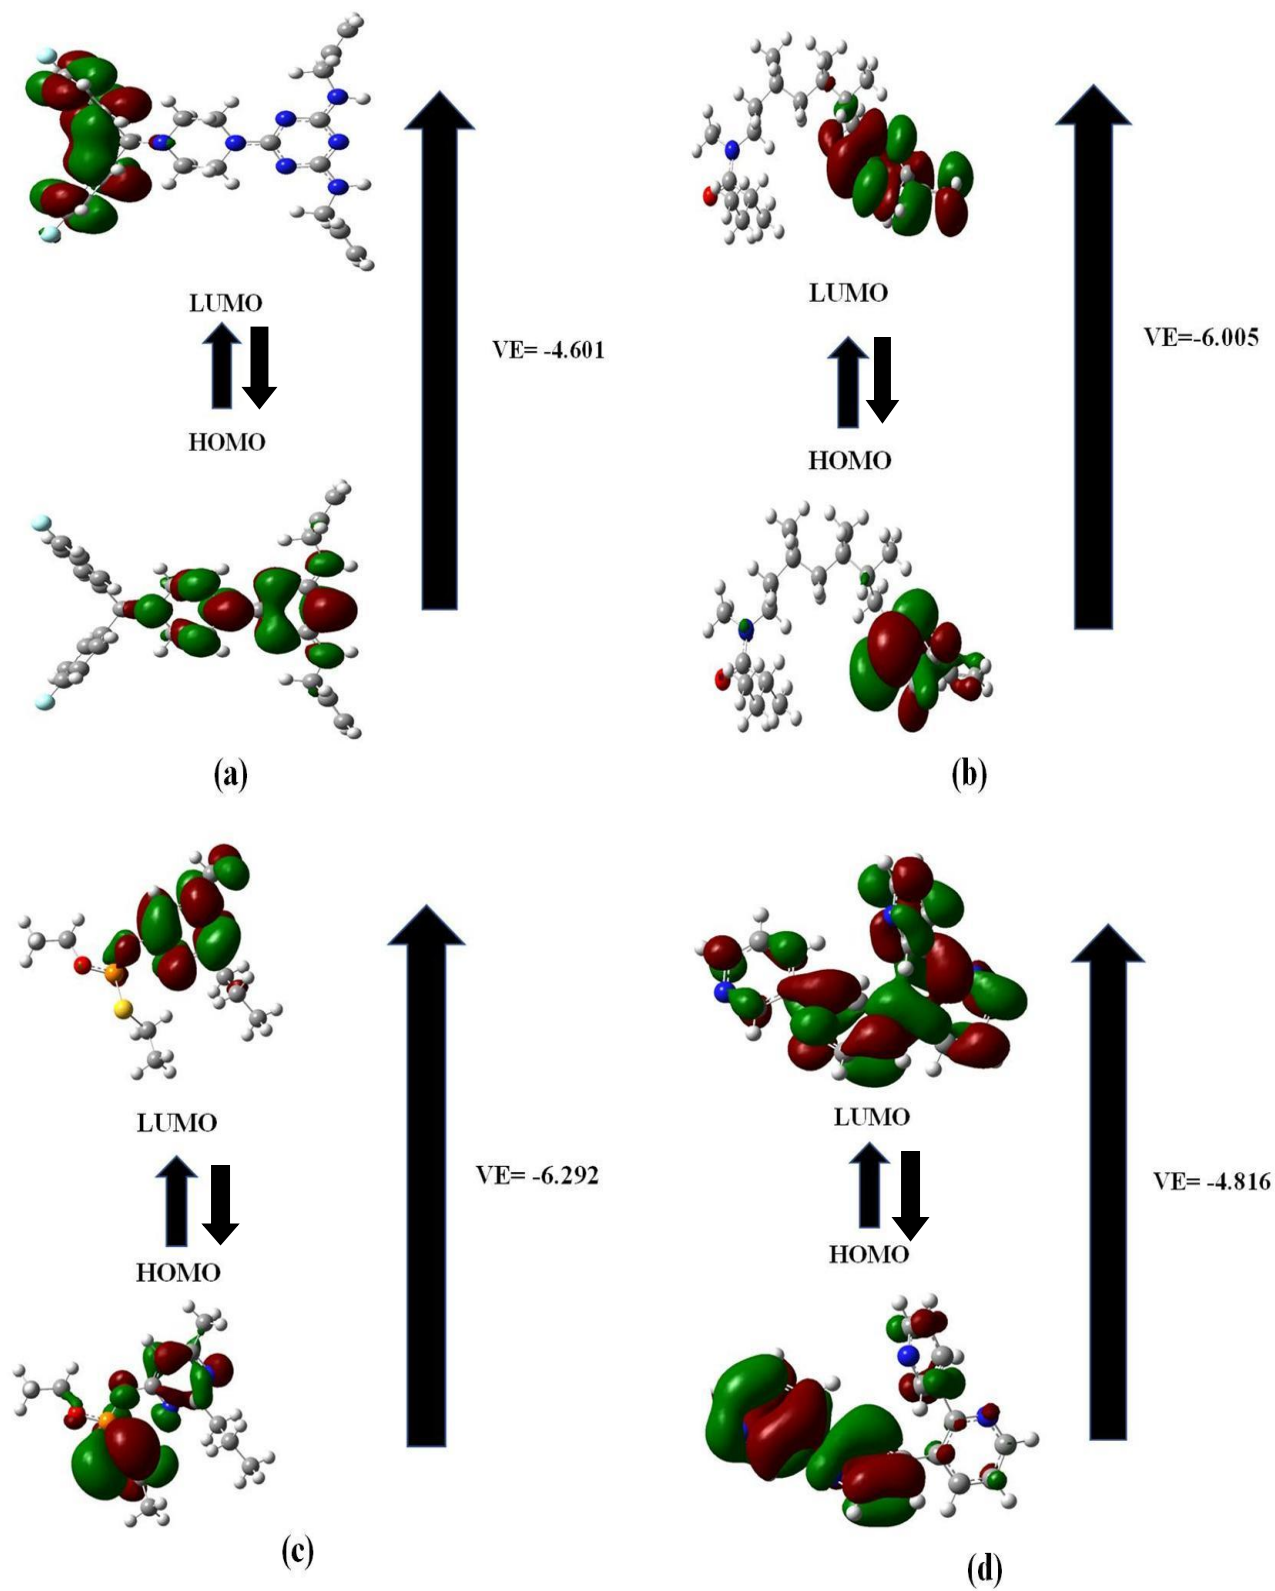 LUMO
VE= -4.601
HOMO
(a)
LUMO
VE=-6.005
HOMO
(b)
LUMO
VE= -6.292
HOMO
(c)
LUMO
VE= -4.816
HOMO
(d)